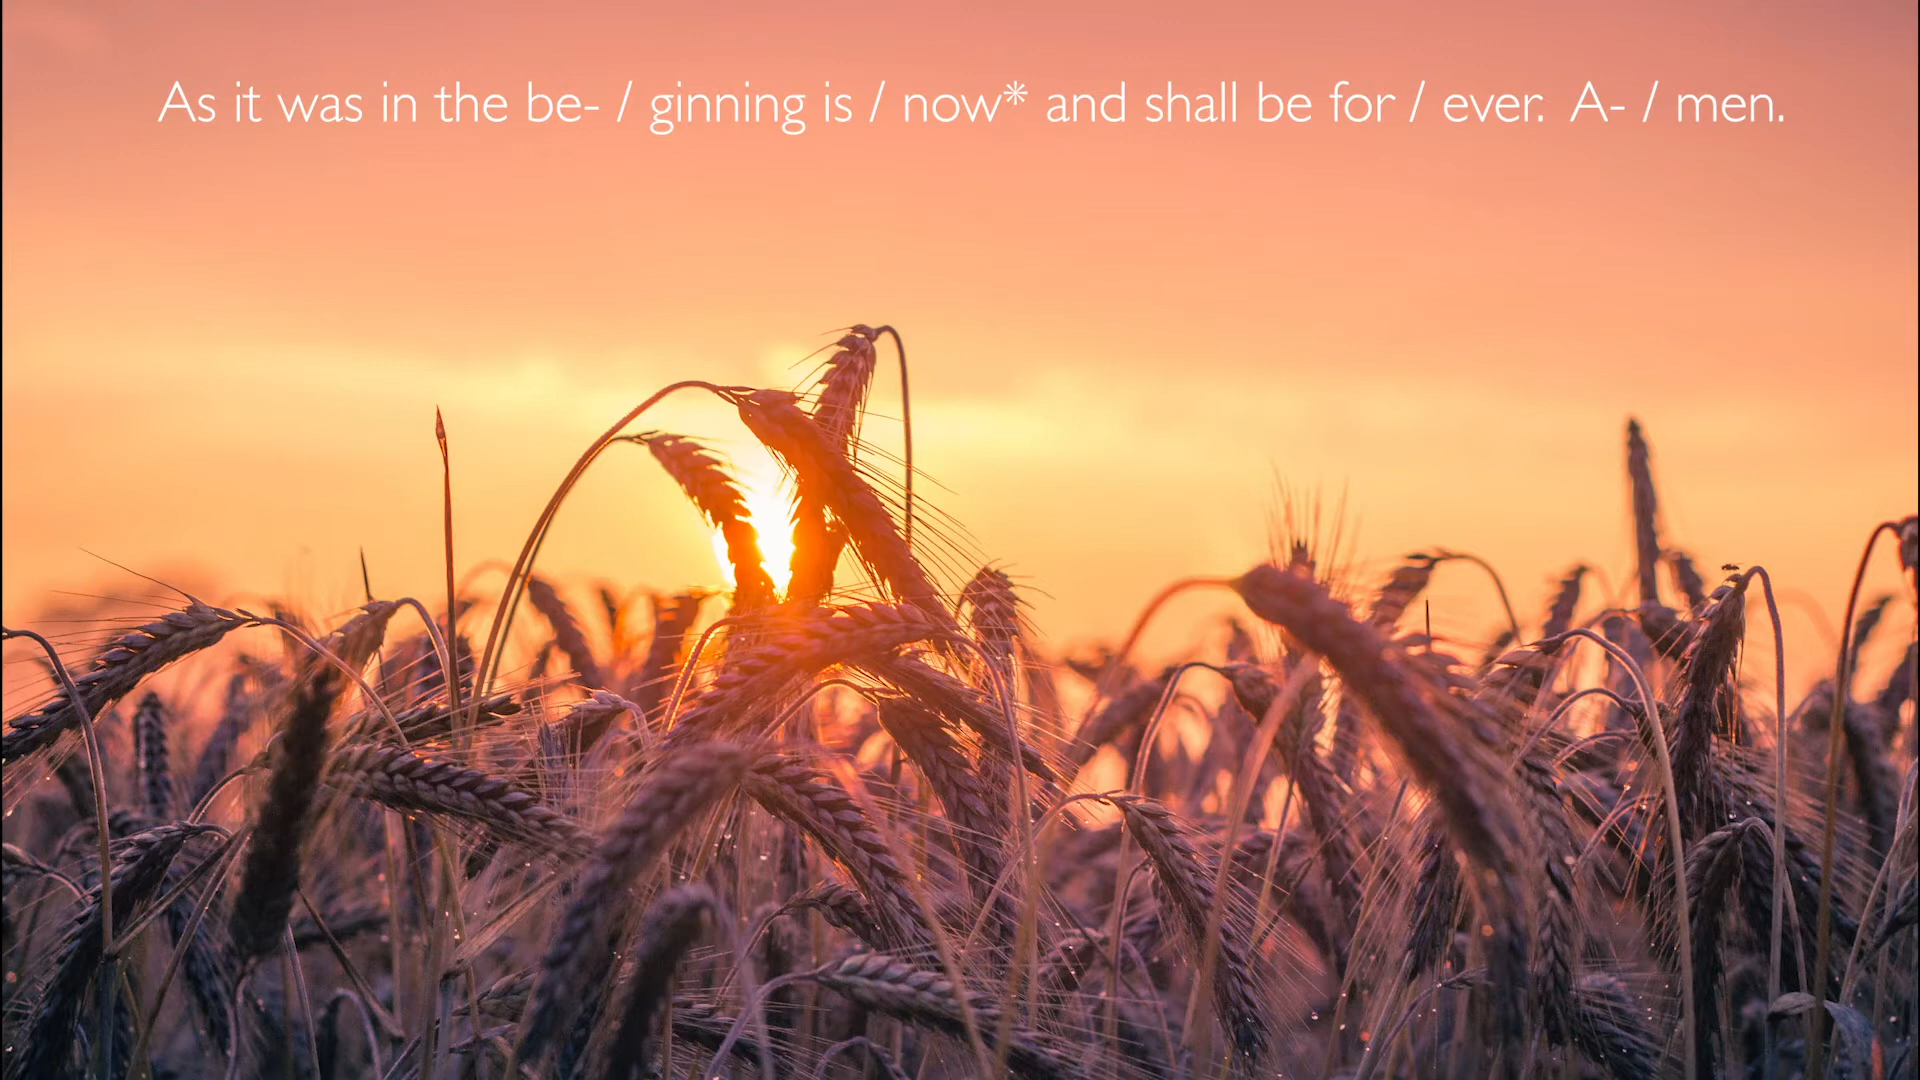 As it was in the be- / ginning is / now* and shall be for / ever.  A- / men.